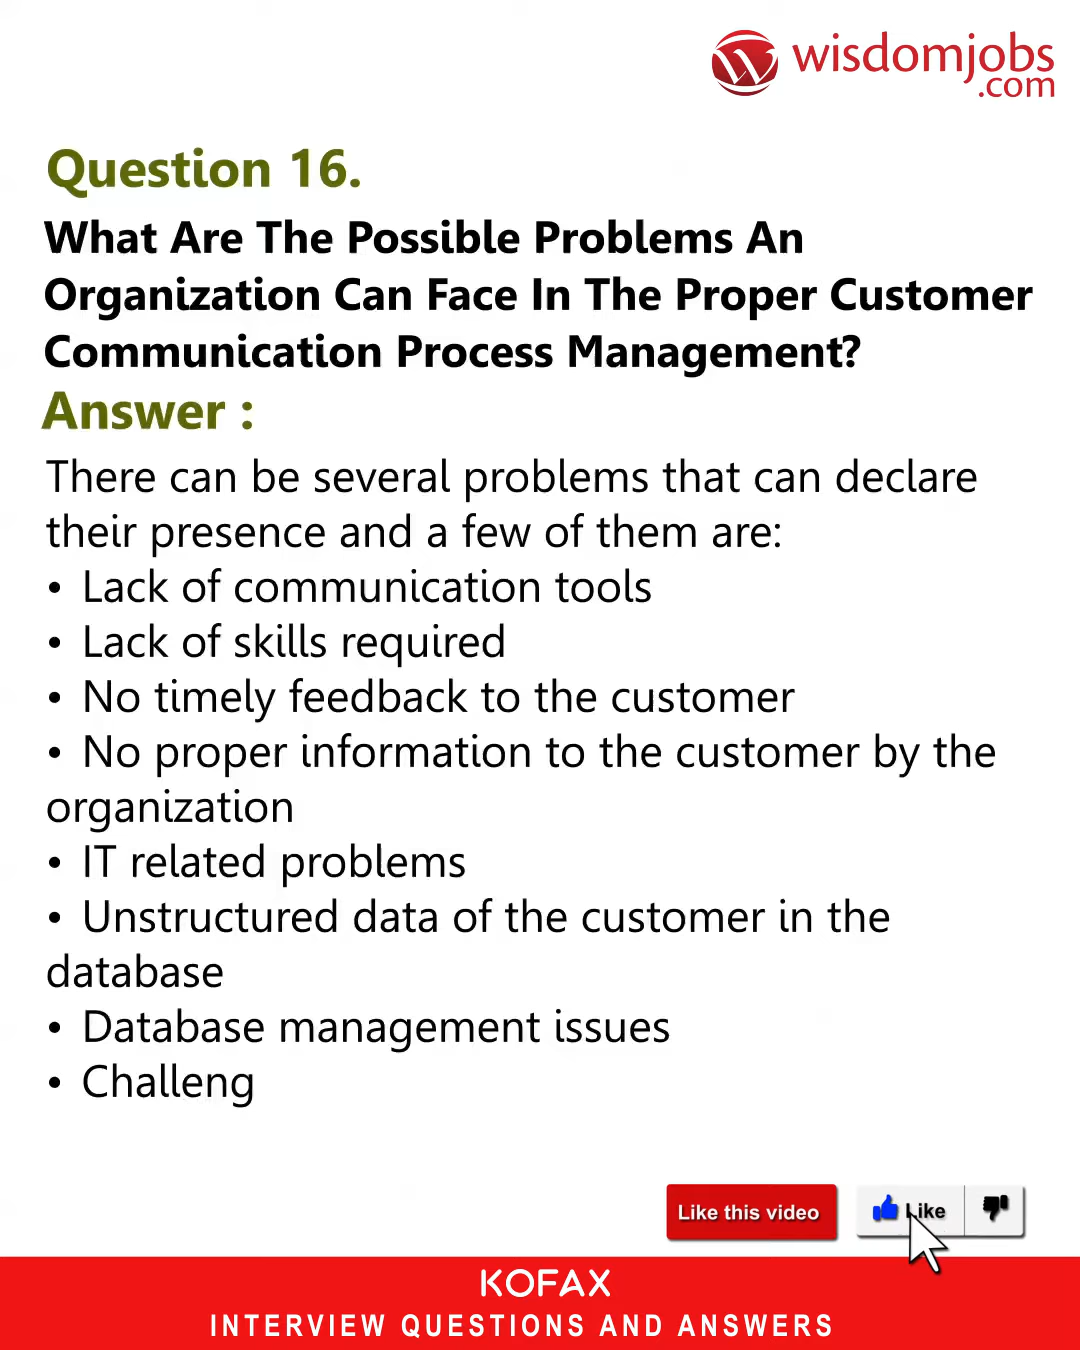 wisdomjobs
.com
Question 16.
What Are The Possible Problems An
Organization Can Face In The Proper Customer
Communication Process Management?
Answer :
There can be several problems that can declare
their presence and a few of them are:
• Lack of communication tools
• Lack of skills required
• No timely feedback to the customer
• No proper information to the customer by the
organization
• IT related problems
• Unstructured data of the customer in the
database
• Database management issues
• Challeng
Like this video
Like
KOFAX
INTERVIEW QUESTIONS AND ANSWERS